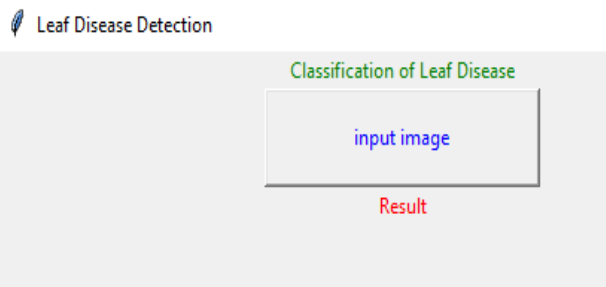 Leaf Disease Detection
Classification of Leaf Disease
input image
Result